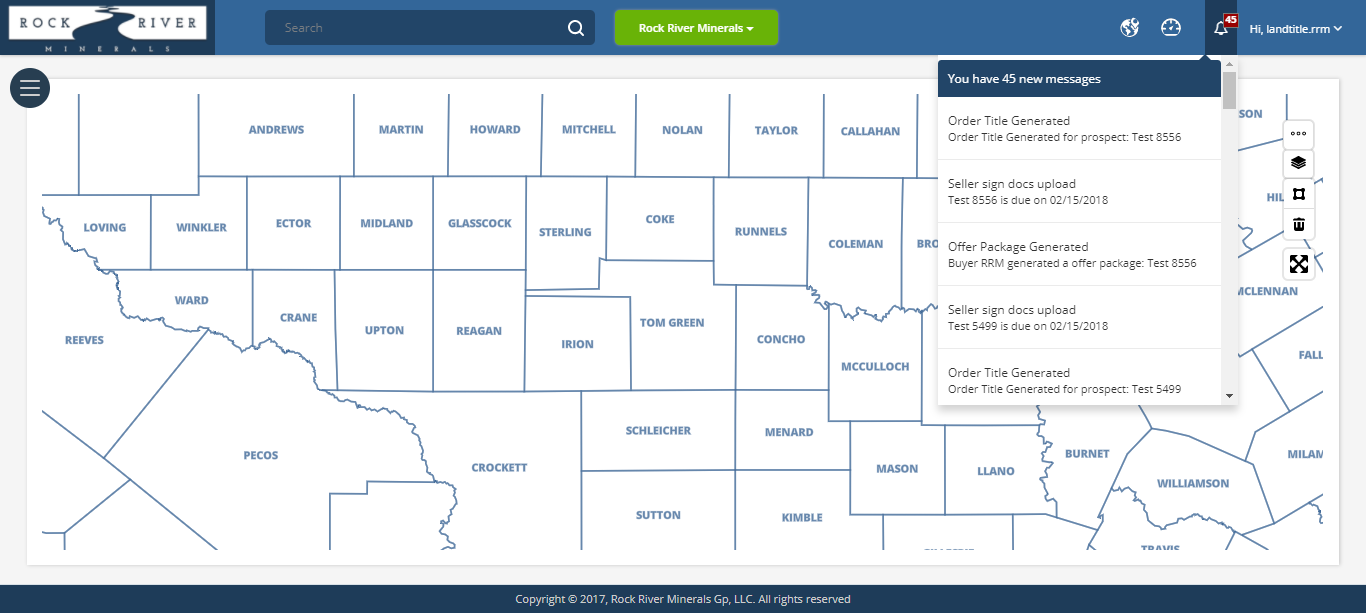 ROCK RIVER
MINERALS
Search
Rock River Minerals
45
Hi, landtitle.rrm
You have 45 new messages
Order Title Generated
Order Title Generated for prospect: Test 8556
Seller sign docs upload
Test 8556 is due on 02/15/2018
Offer Package Generated
Buyer RRM generated a offer package: Test 8556
Seller sign docs upload
Test 5499 is due on 02/15/2018
Order Title Generated
Order Title Generated for prospect: Test 5499
ANDREWS
MARTIN
HOWARD
MITCHELL
NOLAN
TAYLOR
CALLAHAN
SON
LOVING
WINKLER
ECTOR
MIDLAND
GLASSCOCK
STERLING
COKE
RUNNELS
COLEMAN
BRO
HIL
WARD
CRANE
UPTON
REAGAN
IRION
TOM GREEN
CONCHO
MCCULLOCH
MCLENNAN
REEVES
FALL
PECOS
CROCKETT
SCHLEICHER
MENARD
MASON
LLANO
BURNET
WILLIAMSON
MILAM
SUTTON
KIMBLE
TRAVIS
Copyright © 2017, Rock River Minerals Gp, LLC. All rights reserved